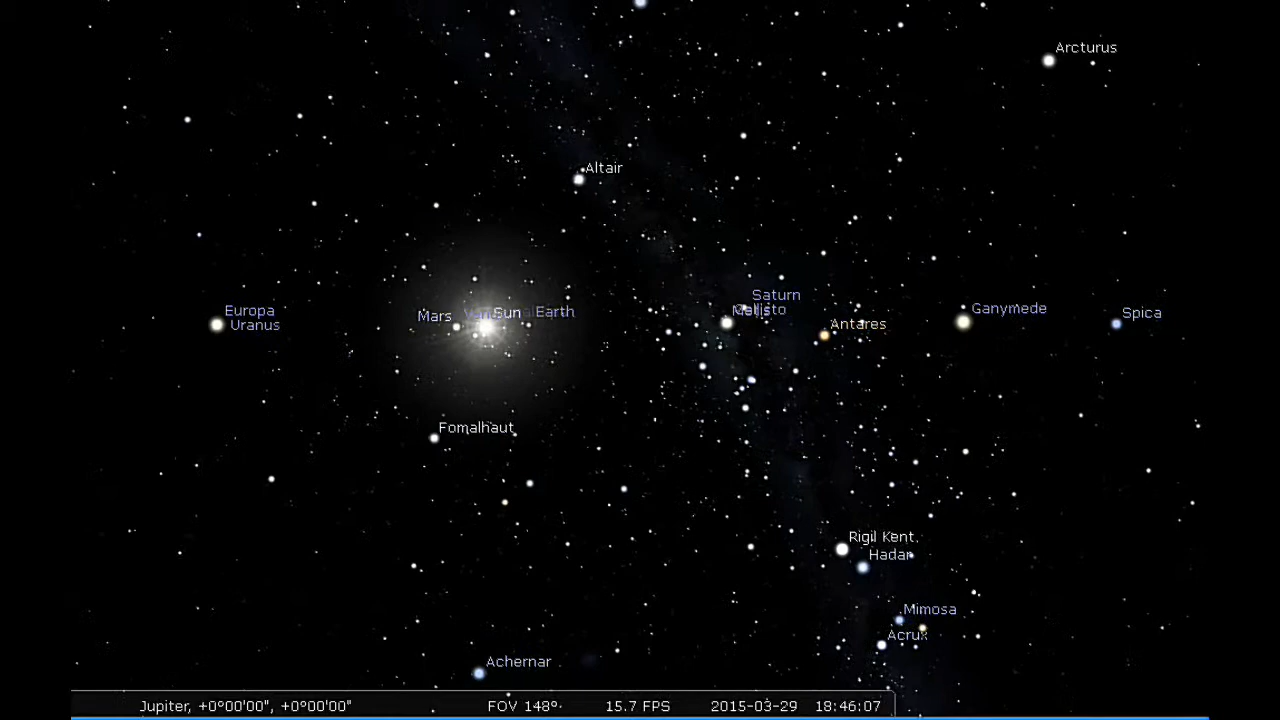 Arcturus
Altair
Saturn
Europa
Ganymede
Mars
Sun
Earth
Spica
Uranus
Antares
Fomalhaut
Rigil Kent.
Hadar
Mimosa
Acrux
Achernar
Jupiter, +0°00'00", +0°00'00" FOV 148° 15.7 FPS 2015-03-29 18:46:07